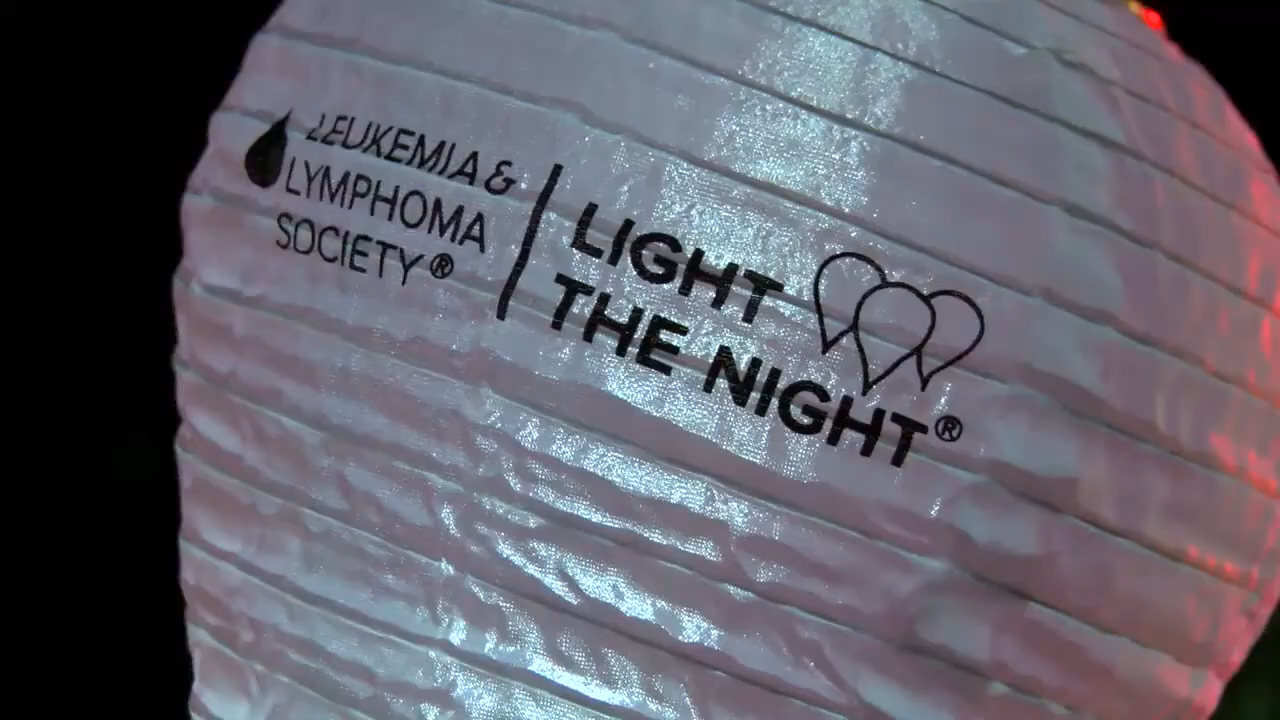 LEUKEMIA &
LYMPHOMA
SOCIETY®
LIGHT
THE NIGHT®